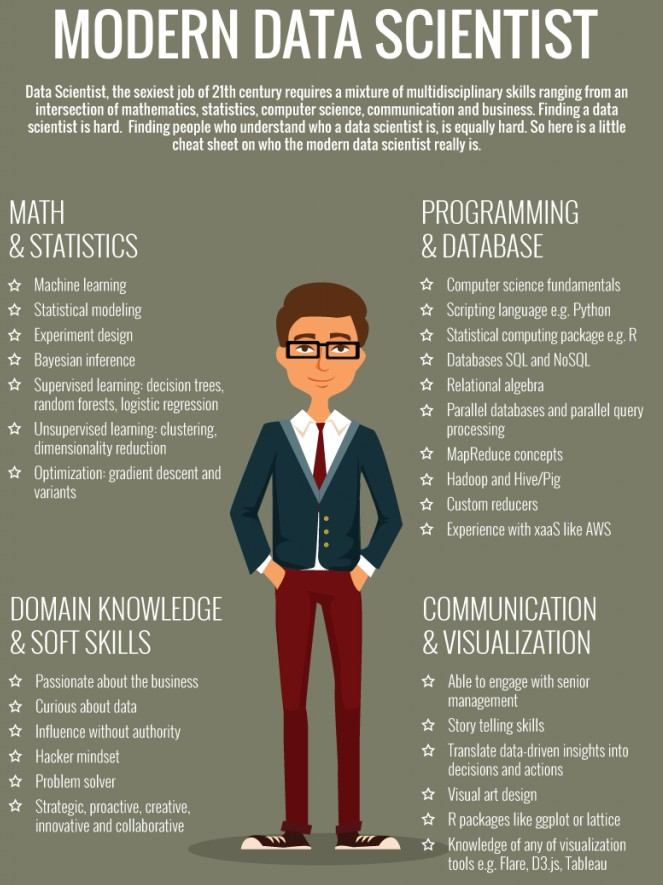 MODERN DATA SCIENTIST
Data Scientist, the sexiest job of 21th century requires a mixture of multidisciplinary skills ranging from an
intersection of mathematics, statistics, computer science, communication and business. Finding a data
scientist is hard. Finding people who understand who a data scientist is, is equally hard. So here is a little
cheat sheet on who the modern data scientist really is.
MATH
& STATISTICS
Machine learning
Statistical modeling
Experiment design
Bayesian inference
Supervised learning: decision trees,
random forests, logistic regression
Unsupervised learning: clustering,
dimensionality reduction
Optimization: gradient descent and
variants
PROGRAMMING
& DATABASE
Computer science fundamentals
Scripting language e.g. Python
Statistical computing package e.g. R
Databases SQL and NoSQL
Relational algebra
Parallel databases and parallel query
processing
MapReduce concepts
Hadoop and Hive/Pig
Custom reducers
Experience with xaaS like AWS
DOMAIN KNOWLEDGE
& SOFT SKILLS
Passionate about the business
Curious about data
Influence without authority
Hacker mindset
Problem solver
Strategic, proactive, creative,
innovative and collaborative
COMMUNICATION
& VISUALIZATION
Able to engage with senior
management
Story telling skills
Translate data-driven insights into
decisions and actions
Visual art design
R packages like ggplot or lattice
Knowledge of any of visualization
tools e.g. Flare, D3.js, Tableau